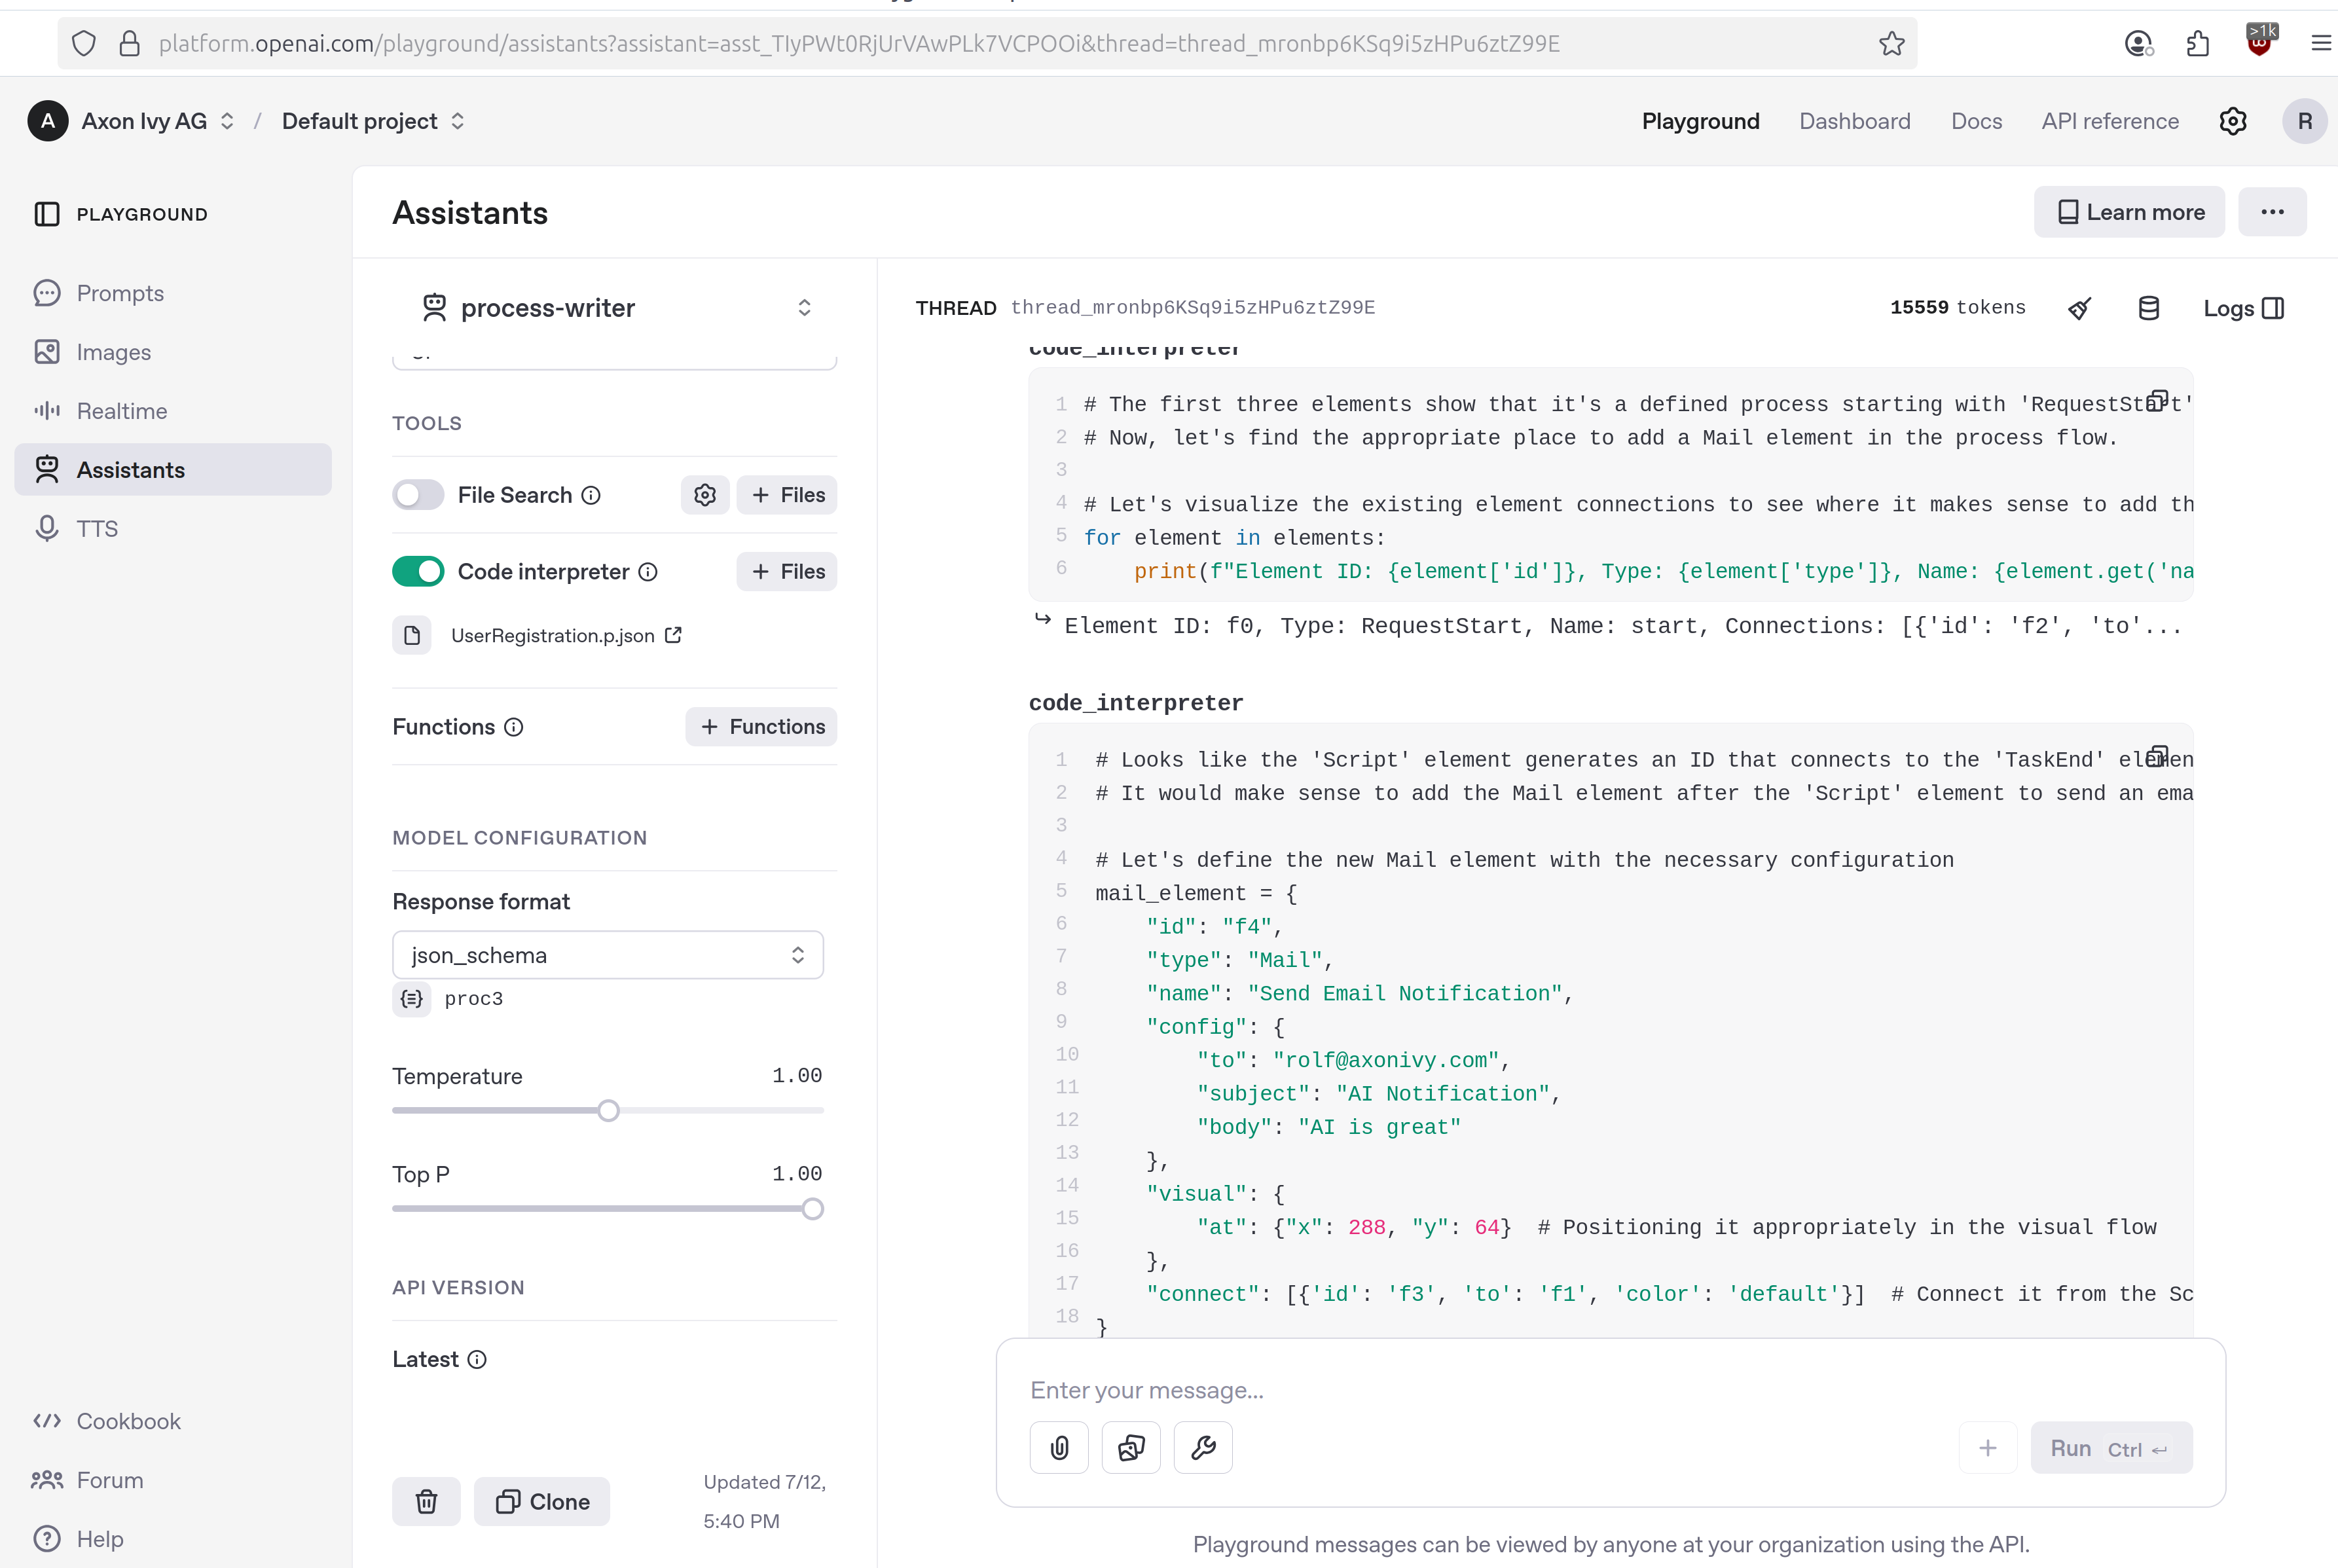 >1k
platform.openai.com/playground/assistants?assistant=asst_TIyPWt0RjUrVAwPLk7VCPOOi&thread=thread_mronbp6KSq9i5zHPu6ztZ99E
A Axon Ivy AG / Default project
Playground Dashboard Docs API reference R
PLAYGROUND
Prompts
Images
Realtime
Assistants
TTS
Cookbook
Forum
Help
Assistants
Learn more
process-writer
TOOLS
File Search + Files
Code interpreter + Files
UserRegistration.p.json
Functions + Functions
MODEL CONFIGURATION
Response format
json_schema
proc3
Temperature 1.00
Top P 1.00
API VERSION
Latest
Clone
Updated 7/12,
5:40 PM
THREAD thread_mronbp6KSq9i5zHPu6ztZ99E
15559 tokens Logs
code_interpreter
1 # The first three elements show that it's a defined process starting with 'RequestStart'
2 # Now, let's find the appropriate place to add a Mail element in the process flow.
3
4 # Let's visualize the existing element connections to see where it makes sense to add th
5 for element in elements:
6 print(f"Element ID: {element['id']}, Type: {element['type']}, Name: {element.get('na
Element ID: f0, Type: RequestStart, Name: start, Connections: [{'id': 'f2', 'to'...
code_interpreter
1 # Looks like the 'Script' element generates an ID that connects to the 'TaskEnd' elemen
2 # It would make sense to add the Mail element after the 'Script' element to send an ema
3
4 # Let's define the new Mail element with the necessary configuration
5 mail_element = {
6 "id": "f4",
7 "type": "Mail",
8 "name": "Send Email Notification",
9 "config": {
10 "to": "rolf@axonivy.com",
11 "subject": "AI Notification",
12 "body": "AI is great"
13 },
14 "visual": {
15 "at": {"x": 288, "y": 64} # Positioning it appropriately in the visual flow
16 },
17 "connect": [{'id': 'f3', 'to': 'f1', 'color': 'default'}] # Connect it from the Sc
18 }
Enter your message...
+ Run Ctrl ↵
Playground messages can be viewed by anyone at your organization using the API.